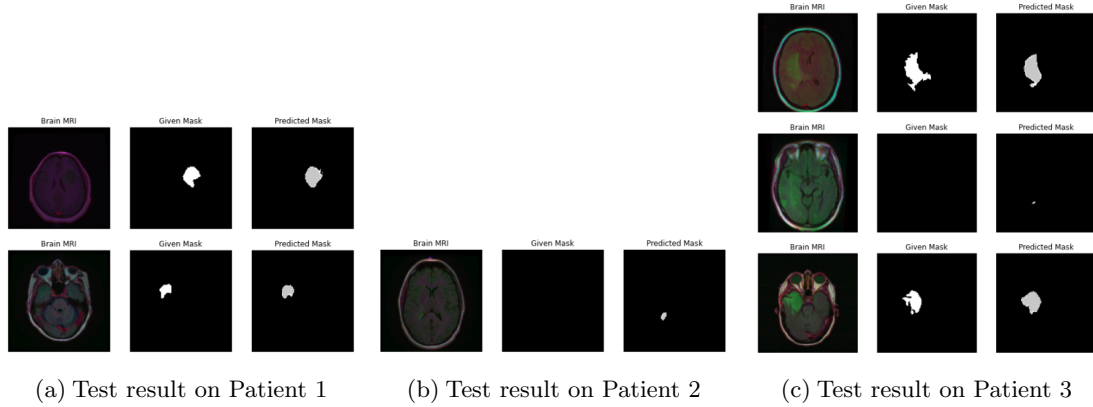 Brain MRI Given Mask Predicted Mask
Brain MRI Given Mask Predicted Mask
Brain MRI Given Mask Predicted Mask
(a) Test result on Patient 1
Brain MRI Given Mask Predicted Mask
(b) Test result on Patient 2
Brain MRI Given Mask Predicted Mask
Brain MRI Given Mask Predicted Mask
(c) Test result on Patient 3